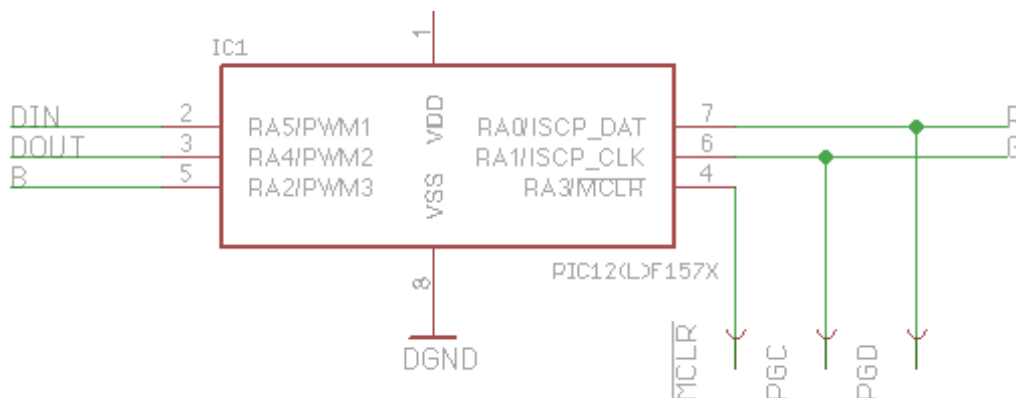 IC1
1
DIN 2 RA5/PWM1 VDD RA0/ISCP_DAT 7
DOUT 3 RA4/PWM2 RA1/ISCP_CLK 6
B 5 RA2/PWM3 VSS RA3/MCLR 4
8
PIC12(L)F157X
DGND
MCLR
PGC
PGD